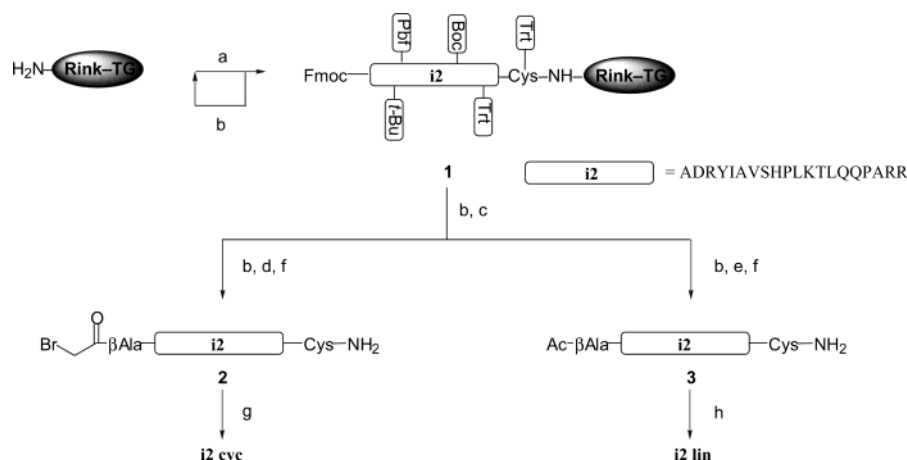 H₂N Rink–TG
a
b
Fmoc i2 Cys–NH Rink–TG
Pbf
Boc
Trt
t-Bu
Trt
1
i2 = ADRYIAVSHPLKTLQQPARR
b, c
b, d, f
b, e, f
Br O βAla i2 Cys–NH₂
2
Ac–βAla i2 Cys–NH₂
3
g
h
i2 cyc
i2 lin